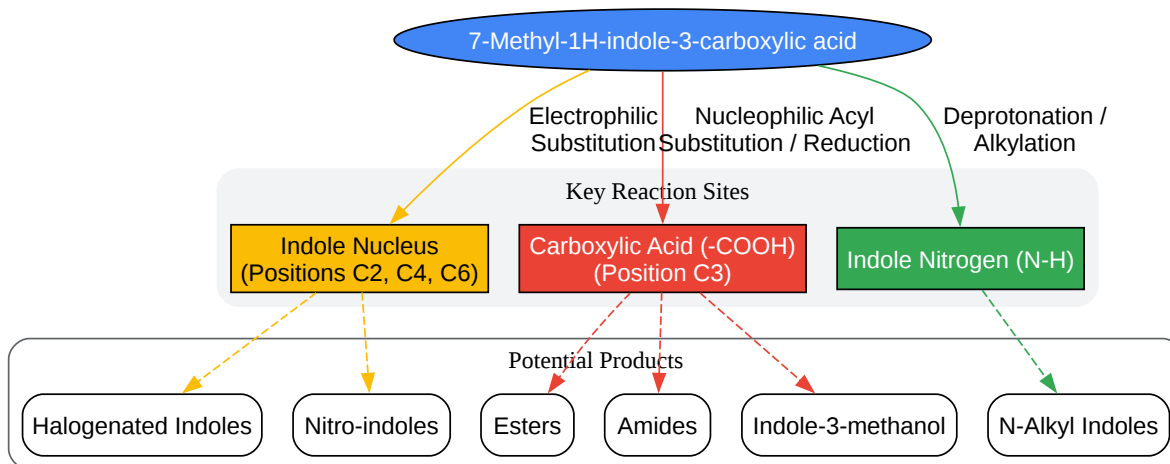 7-Methyl-1H-indole-3-carboxylic acid
Electrophilic
Substitution
Nucleophilic Acyl
Substitution / Reduction
Deprotonation /
Alkylation
Key Reaction Sites
Indole Nucleus
(Positions C2, C4, C6)
Carboxylic Acid (-COOH)
(Position C3)
Indole Nitrogen (N-H)
Potential Products
Halogenated Indoles
Nitro-indoles
Esters
Amides
Indole-3-methanol
N-Alkyl Indoles